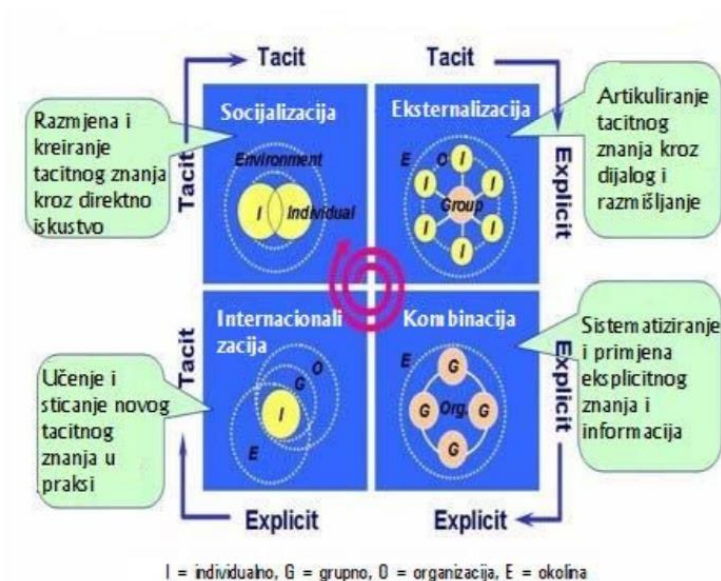 Tacit
Tacit
Razmjena i
kreiranje
tacitnog znanja
kroz direktno
iskustvo
Tacit
Socijalizacija
Environment
I
Individual
Eksternalizacija
E
O
I
I
I
Group
I
I
I
Explicit
Artikuliranje
tacitnog
znanja kroz
dijalog i
razmišljanje
Učenje i
sticanje novog
tacitnog
znanja u
praksi
Tacit
Internacionali
zacija
O
G
I
E
Kombinacija
E
G
G
Org.
G
G
Explicit
Sistematiziranje
i primjena
eksplicitnog
znanja i
informacija
Explicit
Explicit
I = individualno, G = grupno, O = organizacija, E = okolina